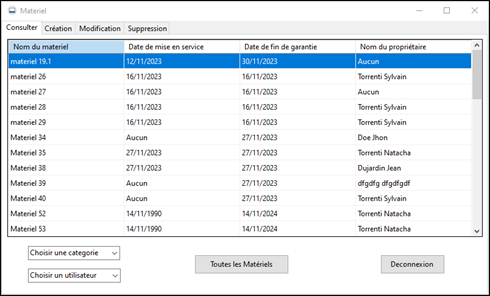 Materiel
Consulter Création Modification Suppression
Nom du materiel Date de mise en service Date de fin de garantie Nom du propriétaire
materiel 19.1 12/11/2023 30/11/2023 Aucun
materiel 26 16/11/2023 16/11/2023 Torrenti Sylvain
materiel 27 16/11/2023 16/11/2023 Aucun
materiel 28 16/11/2023 16/11/2023 Torrenti Sylvain
materiel 29 16/11/2023 16/11/2023 Torrenti Sylvain
Materiel 34 Aucun 27/11/2023 Doe Jhon
Materiel 35 27/11/2023 27/11/2023 Torrenti Natacha
Materiel 38 27/11/2023 27/11/2023 Dujardin Jean
Materiel 39 Aucun 27/11/2023 dfgdfg dfgdfgdf
Materiel 40 Aucun 27/11/2023 Torrenti Sylvain
Materiel 52 14/11/1990 14/11/2024 Torrenti Natacha
Materiel 53 14/11/1990 14/11/2024 Torrenti Natacha
Choisir une categorie
Toutes les Matériels Deconnexion
Choisir un utilisateur